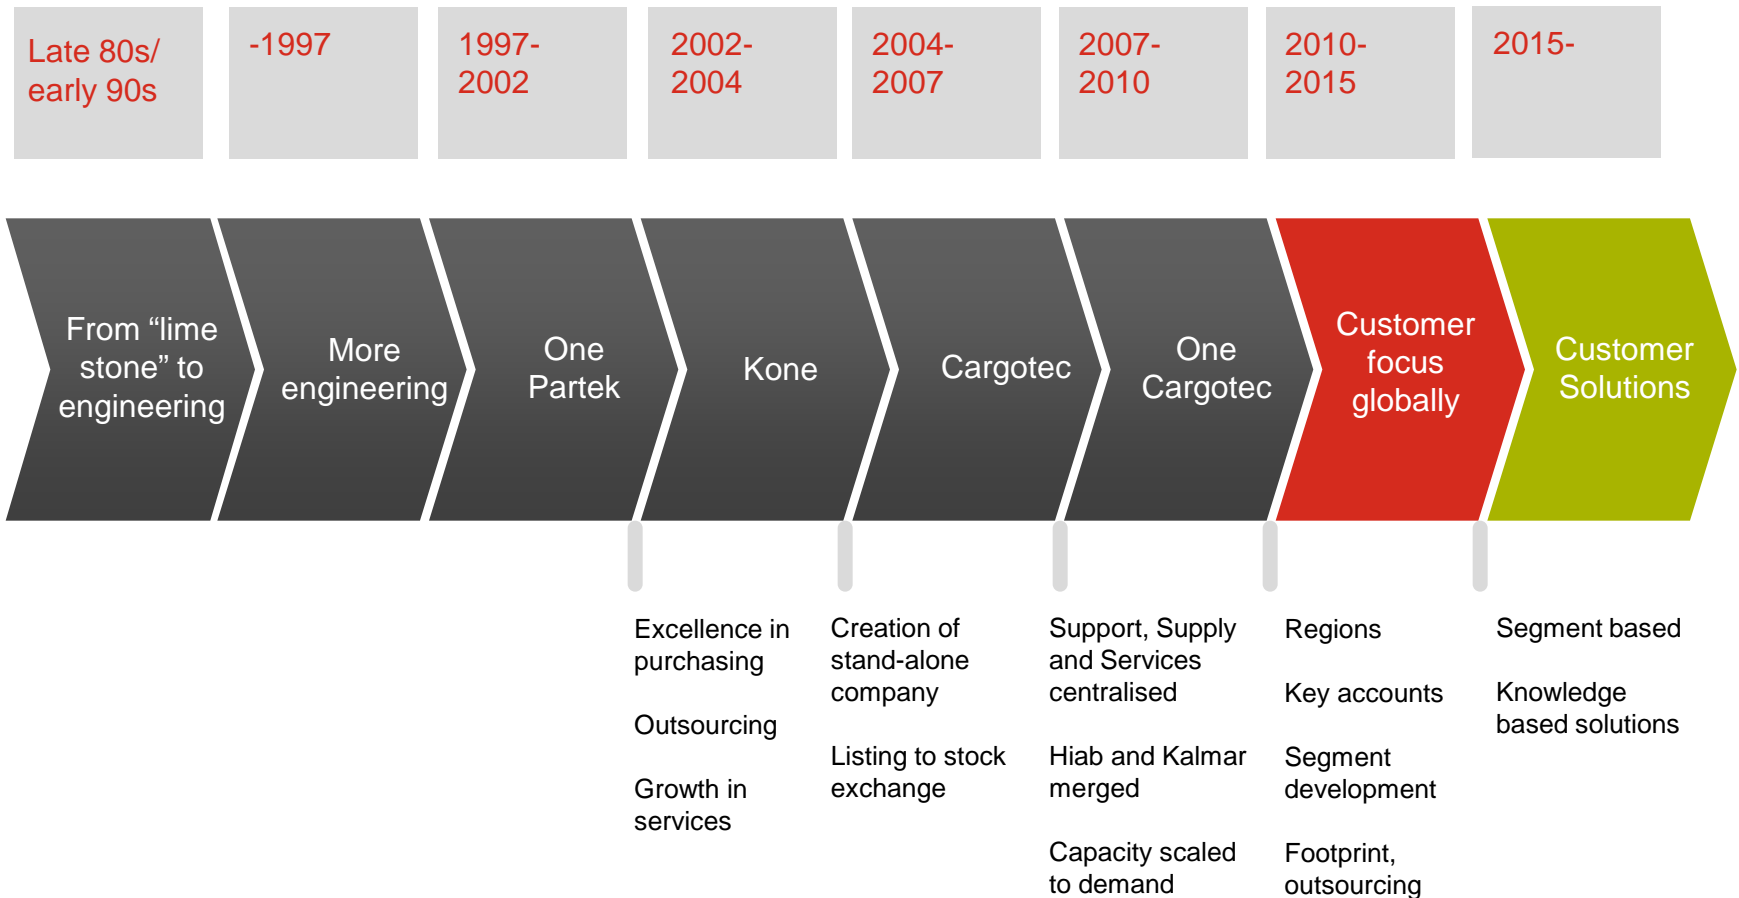 Late 80s/
early 90s
-1997
1997-
2002
2002-
2004
2004-
2007
2007-
2010
2010-
2015
2015-
From “lime
stone” to
engineering
More
engineering
One
Partek
Kone
Cargotec
One
Cargotec
Customer
focus
globally
Customer
Solutions
Excellence in
purchasing
Outsourcing
Growth in
services
Creation of
stand-alone
company
Listing to stock
exchange
Support, Supply
and Services
centralised
Hiab and Kalmar
merged
Capacity scaled
to demand
Regions
Key accounts
Segment
development
Footprint,
outsourcing
Segment based
Knowledge
based solutions